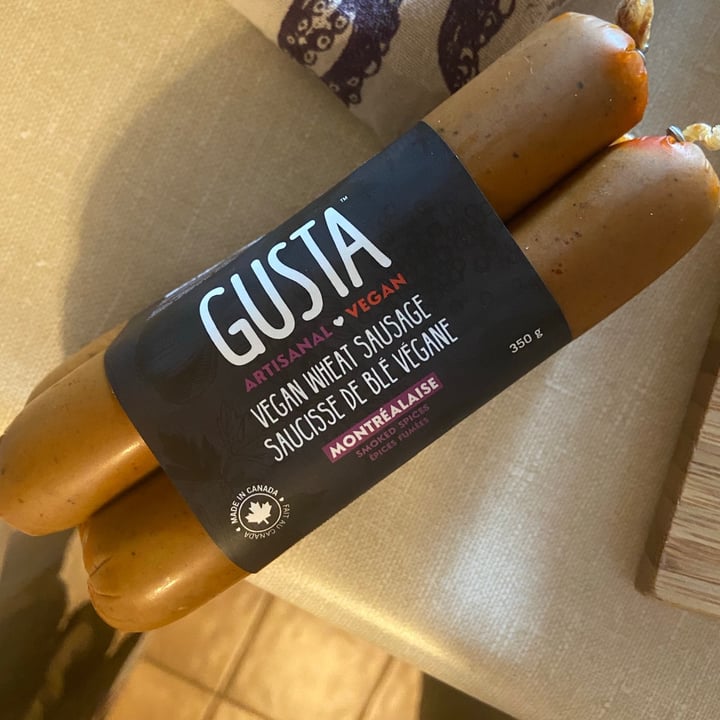 GUSTA™
ARTISANAL VEGAN
VEGAN WHEAT SAUSAGE
SAUCISSE DE BLÉ VÉGANE
MONTRÉALAISE
SMOKED SPICES
ÉPICES FUMÉES
350 g
MADE IN CANADA
FAIT AU CANADA